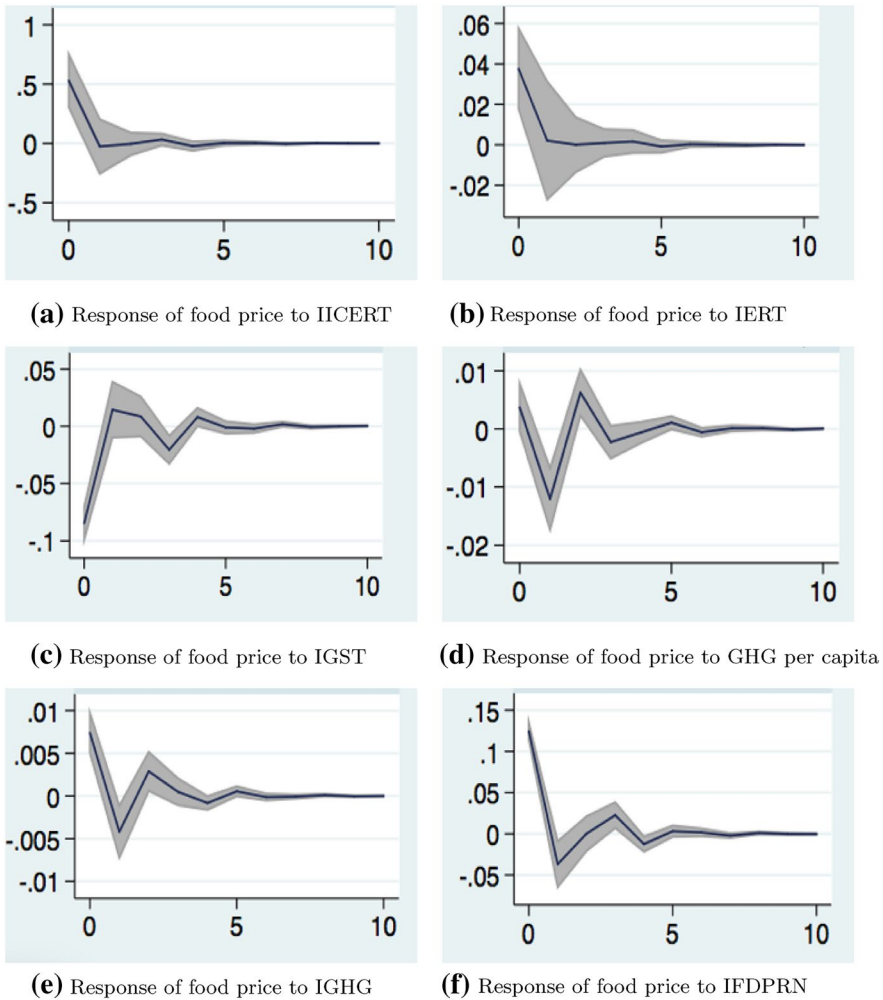 1
.5
0
-.5
0 5 10
(a) Response of food price to IICERT
.06
.04
.02
0
-.02
0 5 10
(b) Response of food price to IERT
.05
0
-.05
-.1
0 5 10
(c) Response of food price to IGST
.01
0
-.01
-.02
0 5 10
(d) Response of food price to GHG per capita
.01
.005
0
-.005
-.01
0 5 10
(e) Response of food price to IGHG
.15
.1
.05
0
-.05
0 5 10
(f) Response of food price to IFDPRN